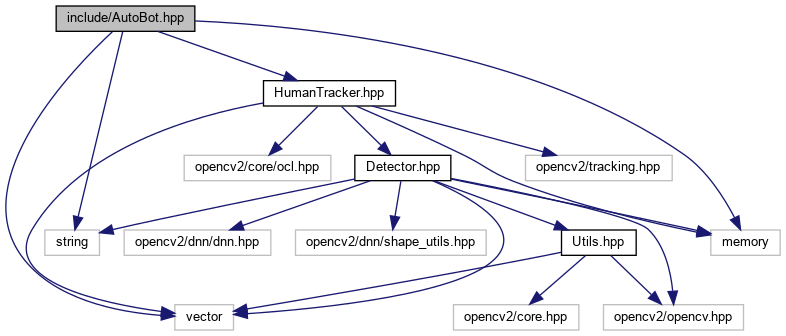 include/AutoBot.hpp
HumanTracker.hpp
opencv2/core/ocl.hpp
Detector.hpp
opencv2/tracking.hpp
string
opencv2/dnn/dnn.hpp
opencv2/dnn/shape_utils.hpp
Utils.hpp
memory
vector
opencv2/core.hpp
opencv2/opencv.hpp